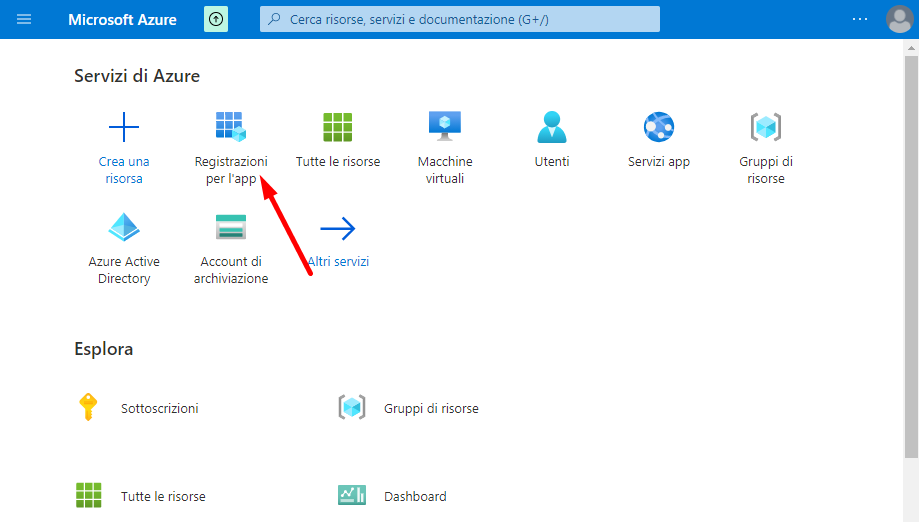 Microsoft Azure
Cerca risorse, servizi e documentazione (G+/)
Servizi di Azure
Crea una
risorsa
Registrazioni
per l'app
Tutte le risorse
Macchine
virtuali
Utenti
Servizi app
Gruppi di
risorse
Azure Active
Directory
Account di
archiviazione
Altri servizi
Esplora
Sottoscrizioni
Gruppi di risorse
Tutte le risorse
Dashboard